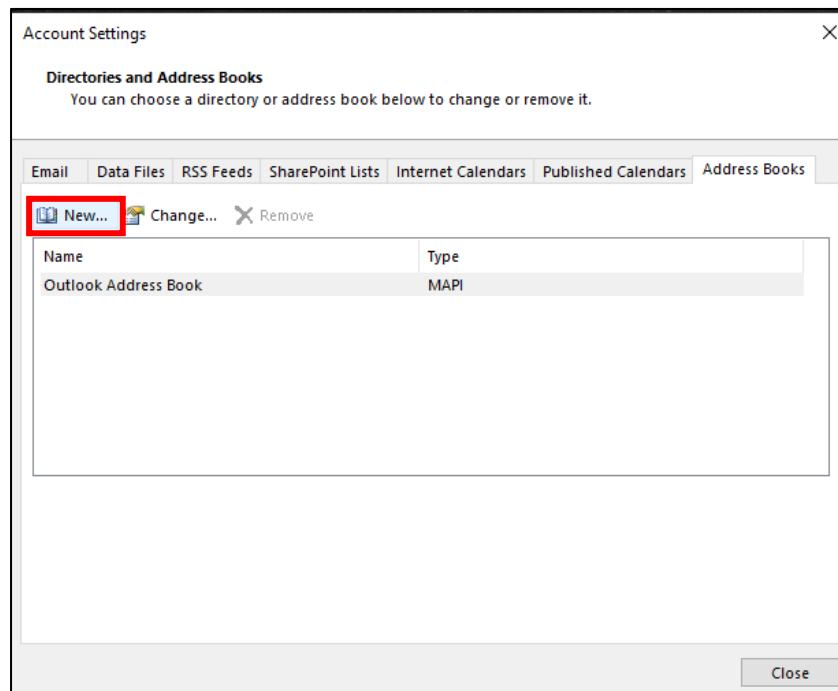 Account Settings
Directories and Address Books
You can choose a directory or address book below to change or remove it.
Email Data Files RSS Feeds SharePoint Lists Internet Calendars Published Calendars Address Books
New... Change... Remove
Name Type
Outlook Address Book MAPI
Close